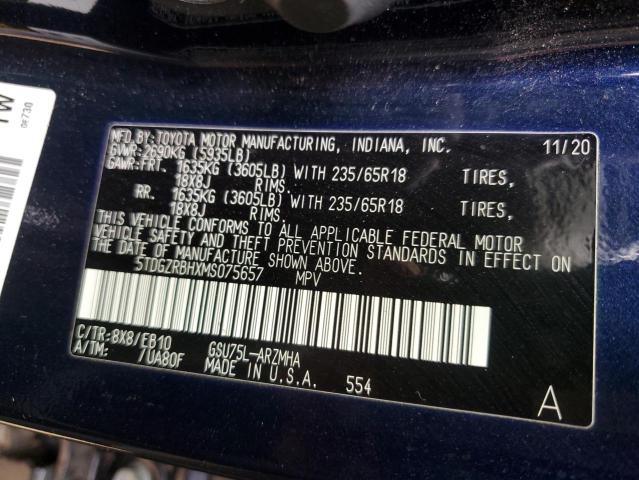 MFD.BY:TOYOTA MOTOR MANUFACTURING, INDIANA, INC. 11/20
GVWR:2690KG (5935LB)
GAWR:FRT. 1635KG (3605LB) WITH 235/65R18 TIRES,
18X8J RIMS.
RR. 1635KG (3605LB) WITH 235/65R18 TIRES,
18X8J RIMS.
THIS VEHICLE CONFORMS TO ALL APPLICABLE FEDERAL MOTOR
VEHICLE SAFETY AND THEFT PREVENTION STANDARDS IN EFFECT ON
THE DATE OF MANUFACTURE SHOWN ABOVE.
5TDGZRBHXMS075657 MPV
C/TR:8X8/EB10 GSU75L-ARZMHA
A/TM: /UA80F MADE IN U.S.A. 554
A